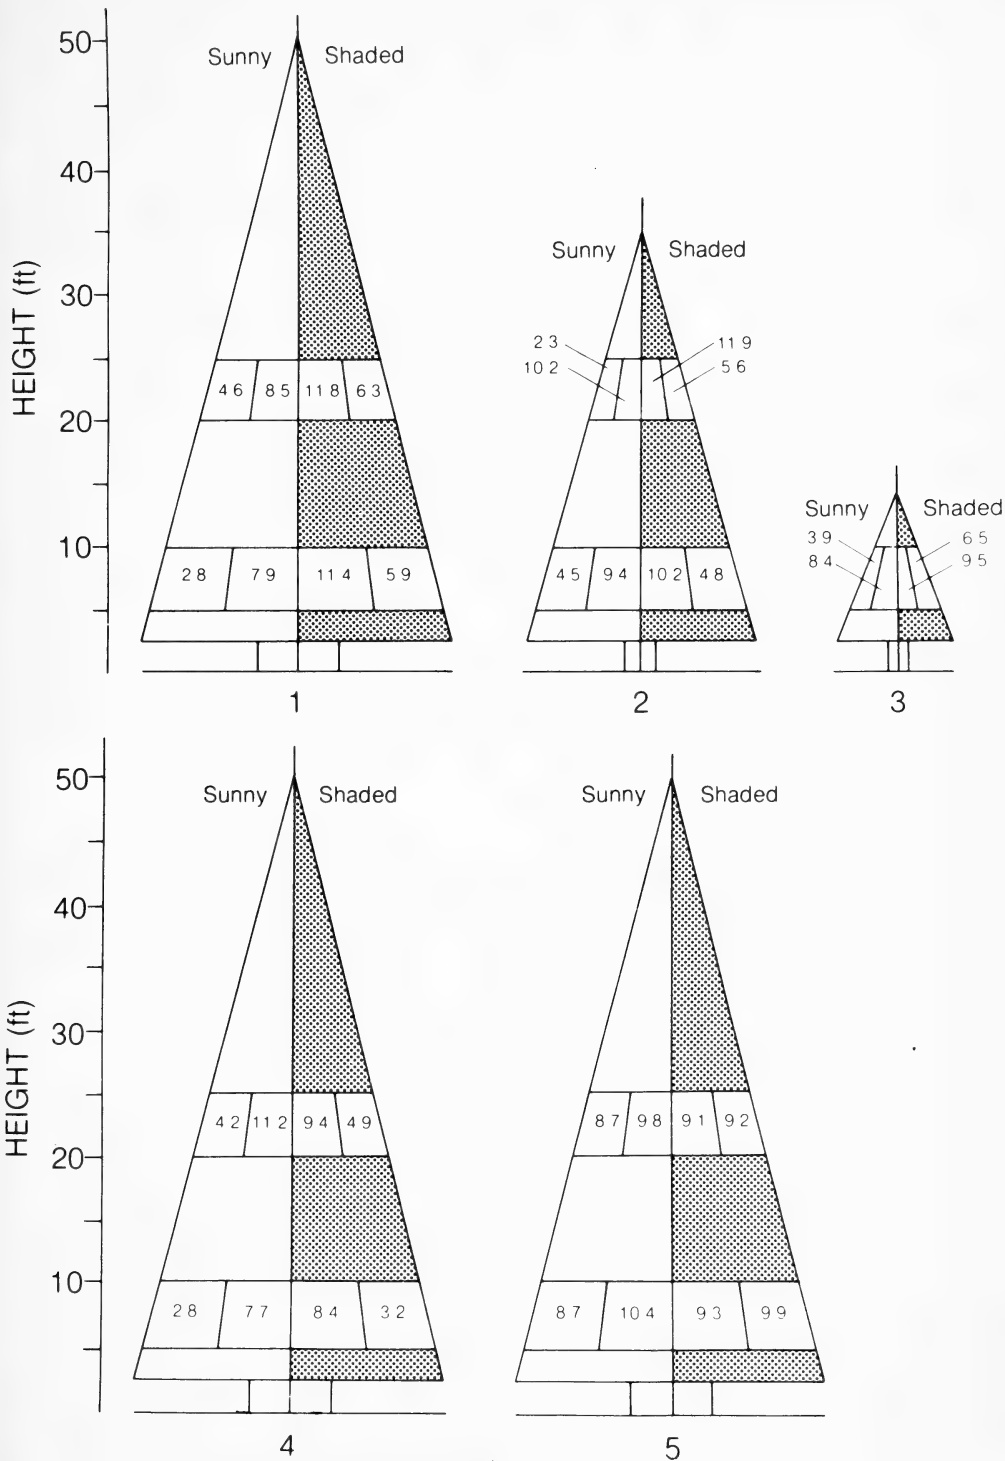 50
Sunny Shaded
40
30
20
10
HEIGHT (ft)
46 85 118 63
28 79 114 59
1
Sunny Shaded
23 119
102 56
45 94 102 48
2
Sunny Shaded
39 65
84 95
3
50
Sunny Shaded
40
30
20
10
HEIGHT (ft)
42 112 94 49
28 77 84 32
4
Sunny Shaded
87 98 91 92
87 104 93 99
5